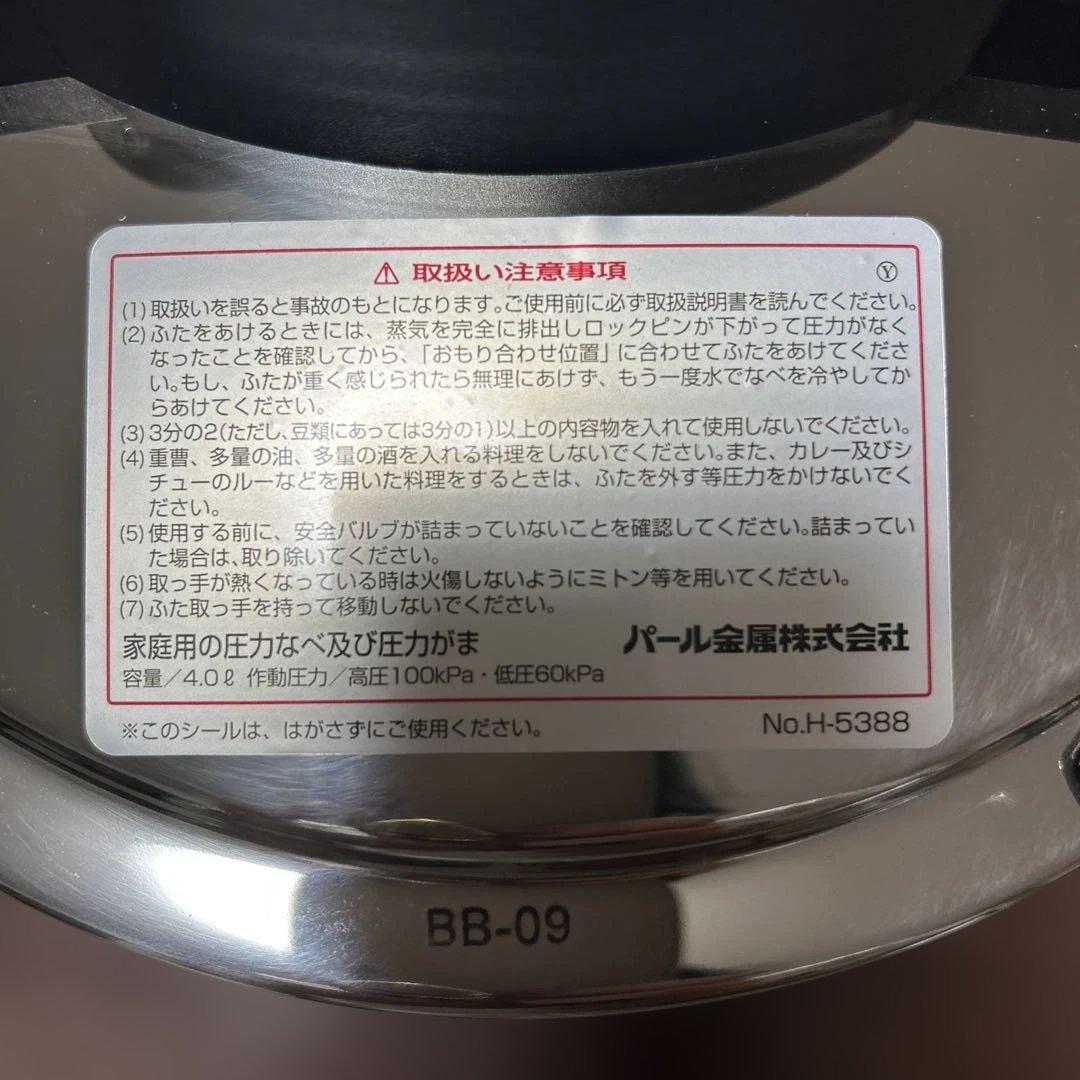 ⚠ 取扱い注意事項 Ⓨ
(1)取扱いを誤ると事故のもとになります。ご使用前に必ず取扱説明書を読んでください。
(2)ふたをあけるときには、蒸気を完全に排出しロックピンが下がって圧力がなく
なったことを確認してから、「おもり合わせ位置」に合わせてふたをあけてくださ
い。もし、ふたが重く感じられたら無理にあけず、もう一度水でなべを冷やしてか
らあけてください。
(3)3分の2(ただし、豆類にあっては3分の1)以上の内容物を入れて使用しないでください。
(4)重曹、多量の油、多量の酒を入れる料理をしないでください。また、カレー及びシ
チューのルーなどを用いた料理をするときは、ふたを外す等圧力をかけないでく
ださい。
(5)使用する前に、安全バルブが詰まっていないことを確認してください。詰まってい
た場合は、取り除いてください。
(6)取っ手が熱くなっている時は火傷しないようにミトン等を用いてください。
(7)ふた取っ手を持って移動しないでください。
家庭用の圧力なべ及び圧力がま パール金属株式会社
容量/4.0ℓ 作動圧力/高圧100kPa・低圧60kPa
※このシールは、はがさずにご使用ください。 No.H-5388
BB-09